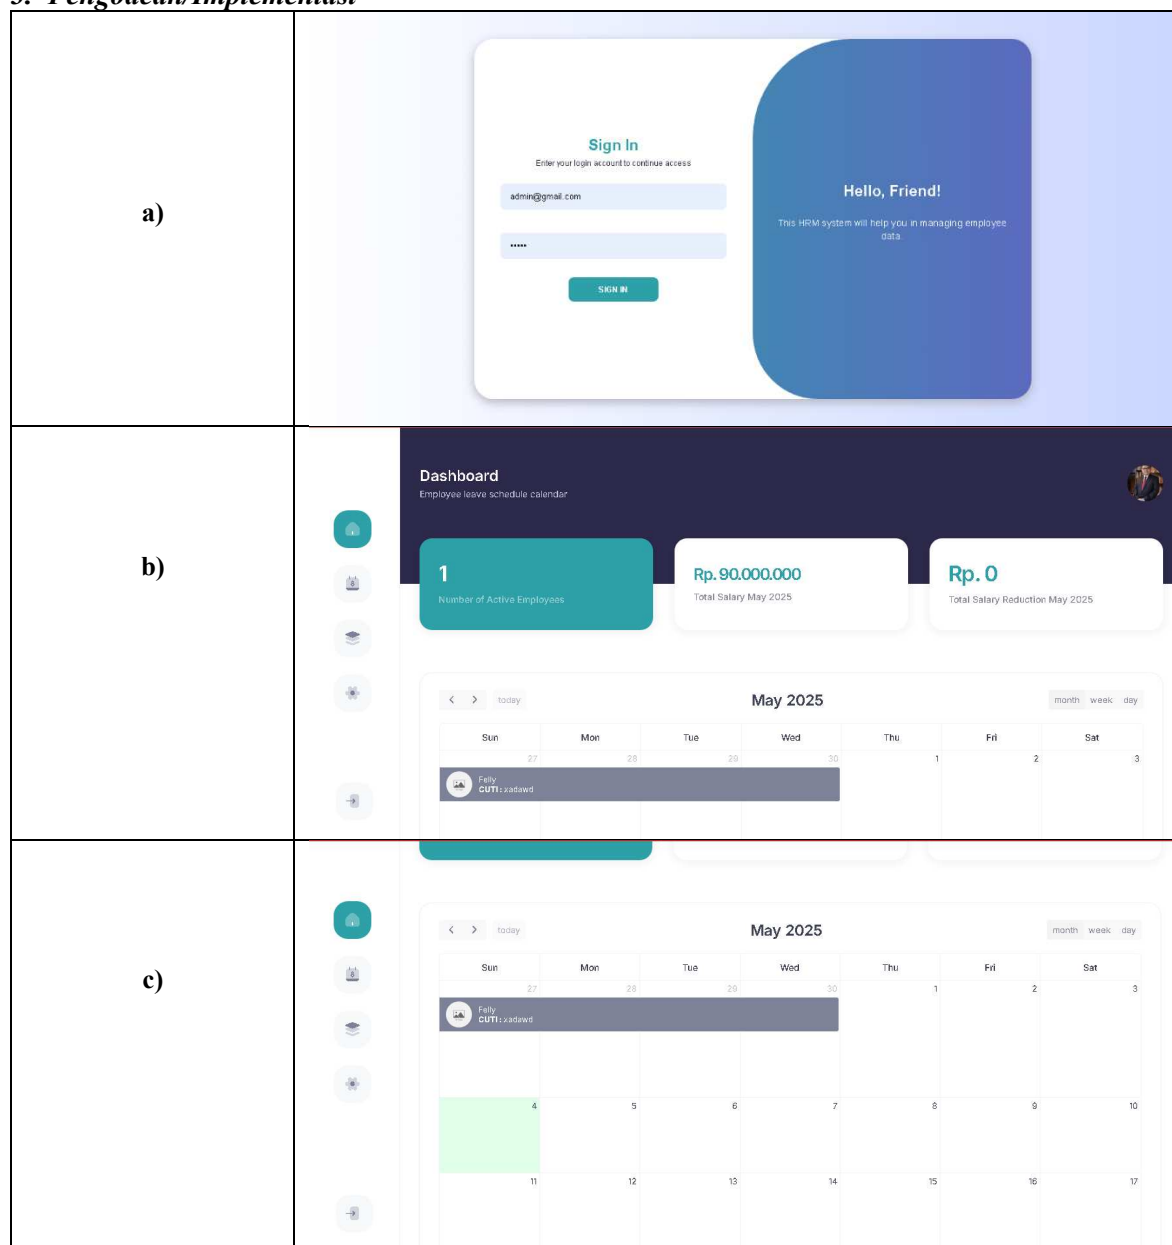 3. Pengodean/Implementasi
a)
Sign In
Enter your login account to continue access
admin@gmail.com
•••••
SIGN IN
Hello, Friend!
This HRM system will help you in managing employee
data.
b)
Dashboard
Employee leave schedule calendar
1
Number of Active Employees
Rp. 90.000.000
Total Salary May 2025
Rp. 0
Total Salary Reduction May 2025
today
May 2025
month week day
Sun Mon Tue Wed Thu Fri Sat
27 28 29 30 1 2 3
Felly
CUTI : xadawd
c)
today
May 2025
month week day
Sun Mon Tue Wed Thu Fri Sat
27 28 29 30 1 2 3
Felly
CUTI : xadawd
4 5 6 7 8 9 10
11 12 13 14 15 16 17